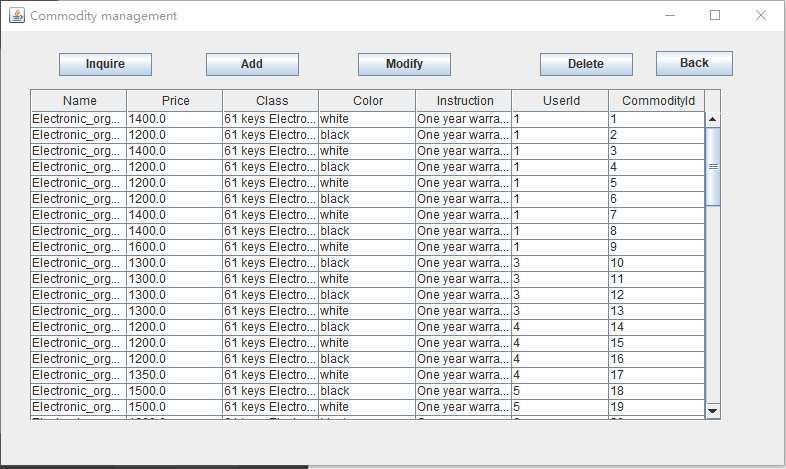 Commodity management
Inquire Add Modify Delete Back
Name Price Class Color Instruction UserId CommodityId
Electronic_org... 1400.0 61 keys Electro... white One year warra... 1 1
Electronic_org... 1200.0 61 keys Electro... black One year warra... 1 2
Electronic_org... 1400.0 61 keys Electro... white One year warra... 1 3
Electronic_org... 1200.0 61 keys Electro... black One year warra... 1 4
Electronic_org... 1200.0 61 keys Electro... white One year warra... 1 5
Electronic_org... 1200.0 61 keys Electro... black One year warra... 1 6
Electronic_org... 1400.0 61 keys Electro... white One year warra... 1 7
Electronic_org... 1400.0 61 keys Electro... black One year warra... 1 8
Electronic_org... 1600.0 61 keys Electro... white One year warra... 1 9
Electronic_org... 1300.0 61 keys Electro... black One year warra... 3 10
Electronic_org... 1300.0 61 keys Electro... white One year warra... 3 11
Electronic_org... 1300.0 61 keys Electro... black One year warra... 3 12
Electronic_org... 1300.0 61 keys Electro... white One year warra... 3 13
Electronic_org... 1200.0 61 keys Electro... black One year warra... 4 14
Electronic_org... 1200.0 61 keys Electro... white One year warra... 4 15
Electronic_org... 1200.0 61 keys Electro... black One year warra... 4 16
Electronic_org... 1350.0 61 keys Electro... white One year warra... 4 17
Electronic_org... 1500.0 61 keys Electro... black One year warra... 5 18
Electronic_org... 1500.0 61 keys Electro... white One year warra... 5 19